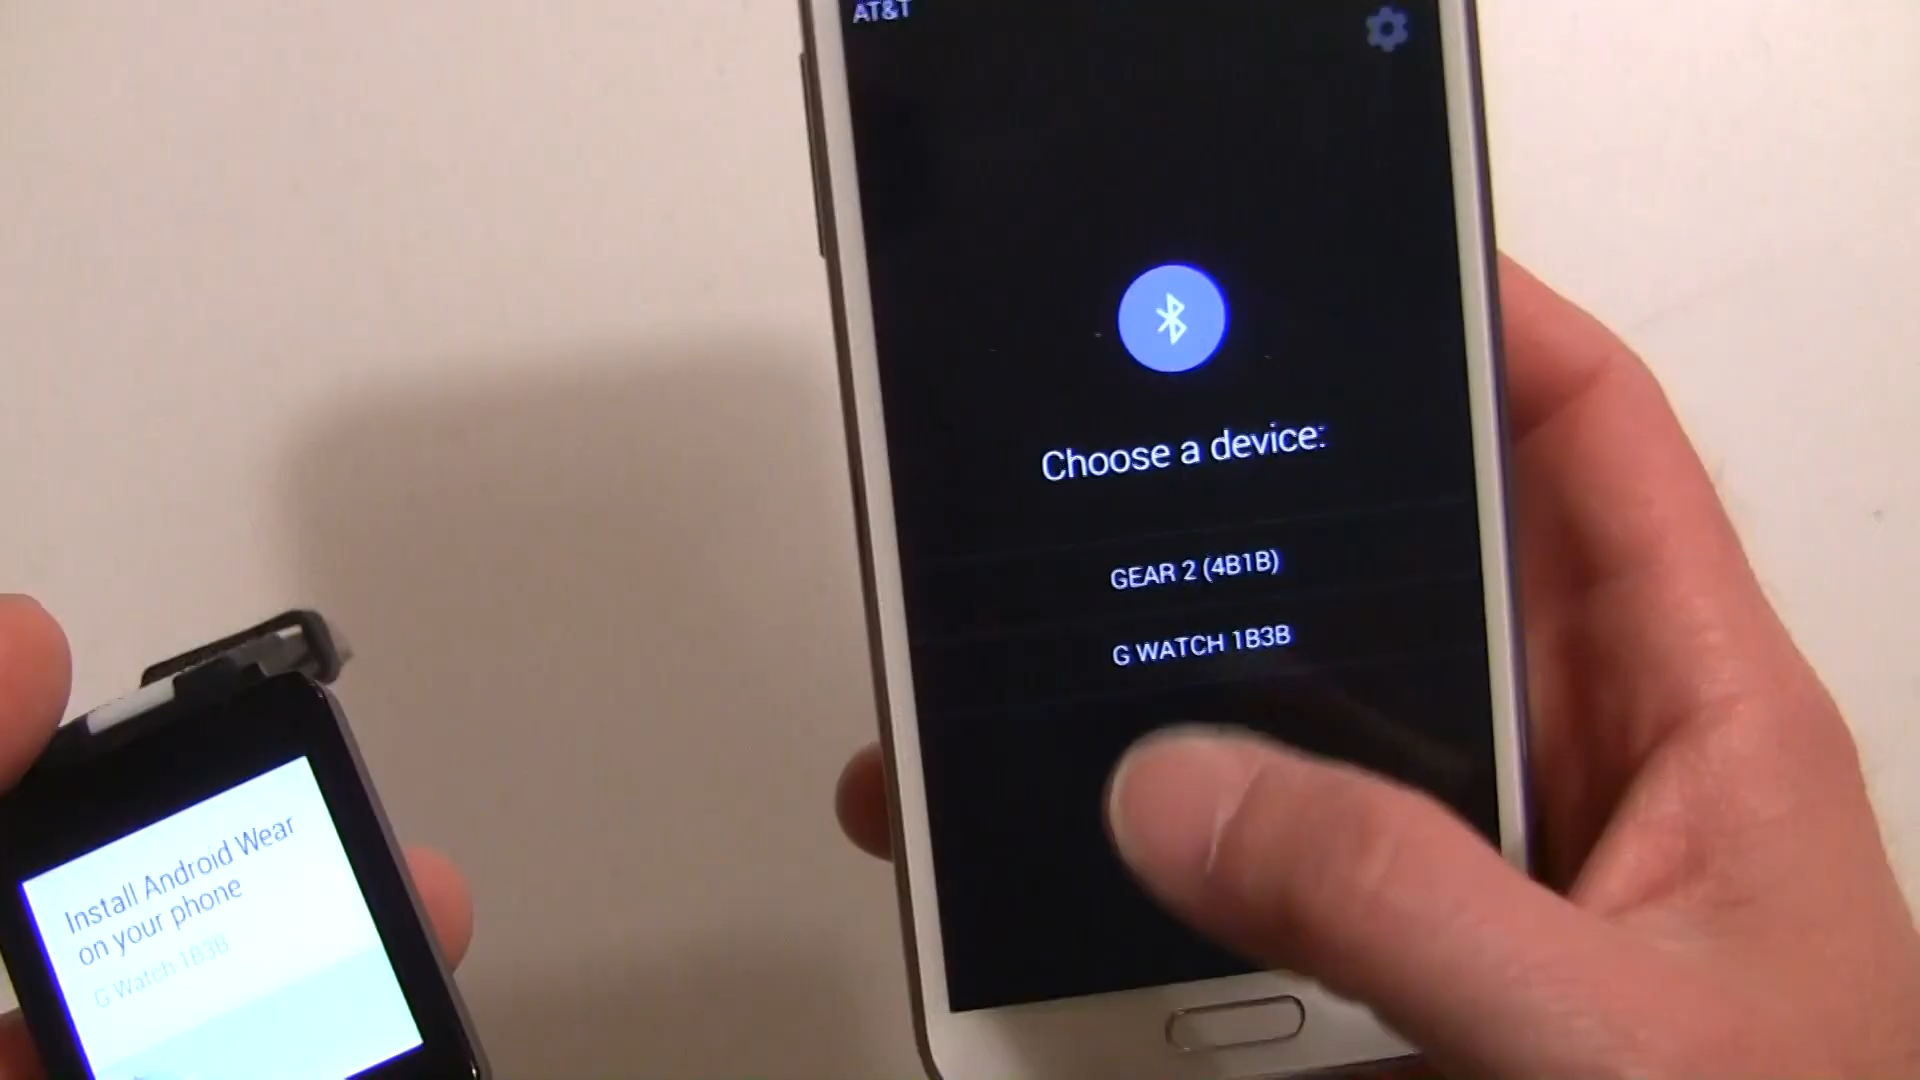 AT&T
Choose a device:
GEAR 2 (4B1B)
G WATCH 1B3B
Install Android Wear
on your phone
G Watch 1B3B